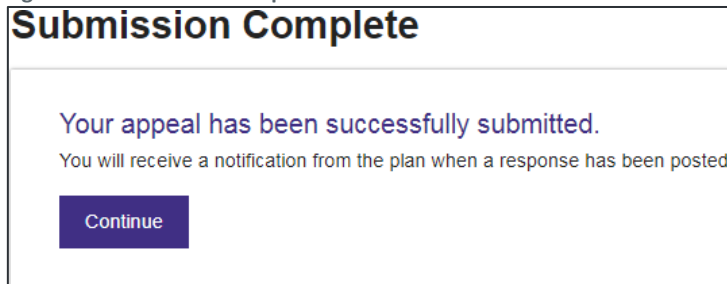 Submission Complete
Your appeal has been successfully submitted.
You will receive a notification from the plan when a response has been posted
Continue